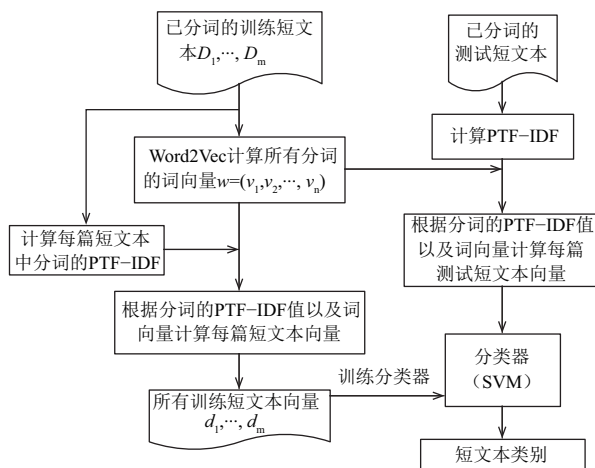 已分词的训练短文
本D₁,···, Dₘ
已分词的
测试短文本
计算PTF−IDF
Word2Vec计算所有分词
的词向量w=(v₁,v₂,···, vₙ)
计算每篇短文本
中分词的PTF−IDF
根据分词的PTF−IDF值
以及词向量计算每篇
测试短文本向量
根据分词的PTF−IDF值以及词
向量计算每篇短文本向量
分类器
（SVM）
训练分类器
所有训练短文本向量
d₁,···, dₘ
短文本类别